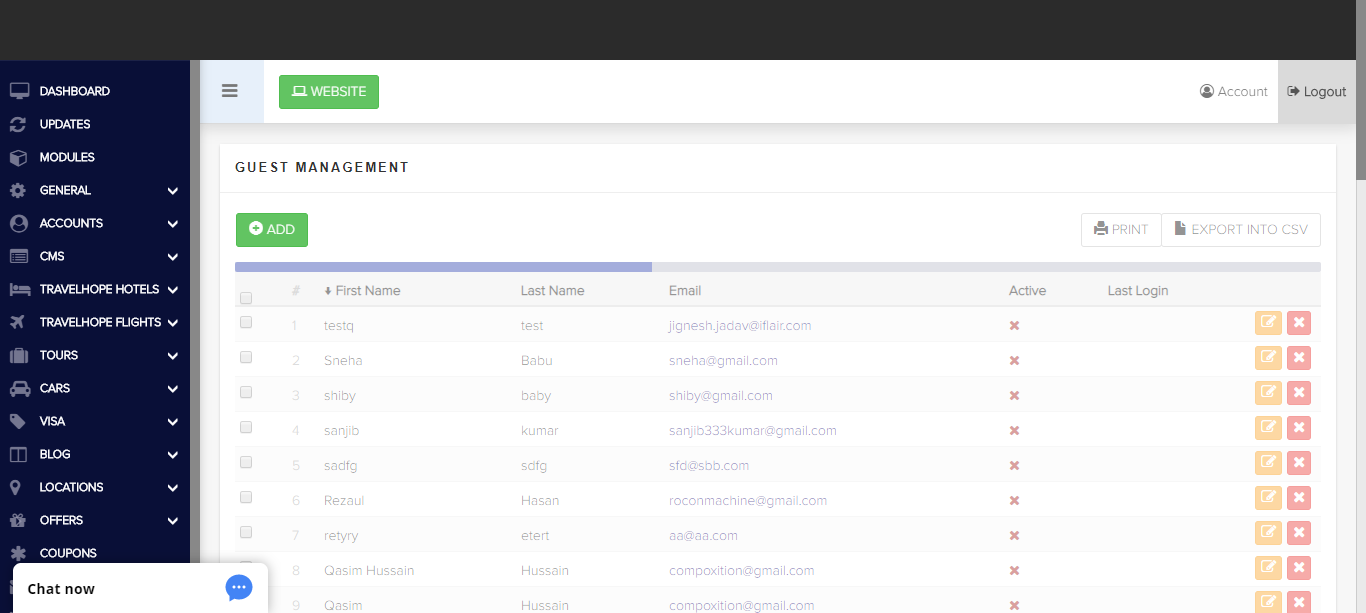 WEBSITE
Account
Logout
DASHBOARD
UPDATES
MODULES
GENERAL
ACCOUNTS
CMS
TRAVELHOPE HOTELS
TRAVELHOPE FLIGHTS
TOURS
CARS
VISA
BLOG
LOCATIONS
OFFERS
COUPONS
Chat now
GUEST MANAGEMENT
ADD
PRINT
EXPORT INTO CSV
# First Name Last Name Email Active Last Login
1 testq test jignesh.jadav@iflair.com
2 Sneha Babu sneha@gmail.com
3 shiby baby shiby@gmail.com
4 sanjib kumar sanjib333kumar@gmail.com
5 sadfg sdfg sfd@sbb.com
6 Rezaul Hasan roconmachine@gmail.com
7 retyry etert aa@aa.com
8 Qasim Hussain Hussain compoxition@gmail.com
9 Qasim Hussain compoxition@gmail.com